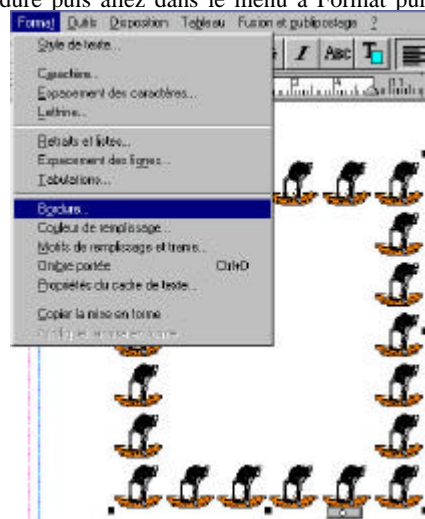 dure puis allez dans le menu à Format puis
Format Outils Disposition Tableau Fusion et publipostage ?
I ABC T
Style de texte...
Caractère...
Espacement des caractères...
Lettrine...
Retraits et listes...
Espacement des lignes...
Tabulations...
Bordure...
Couleur de remplissage...
Motifs de remplissage et trame...
Ombre portée Ctrl+D
Propriétés du cadre de texte...
Copier la mise en forme